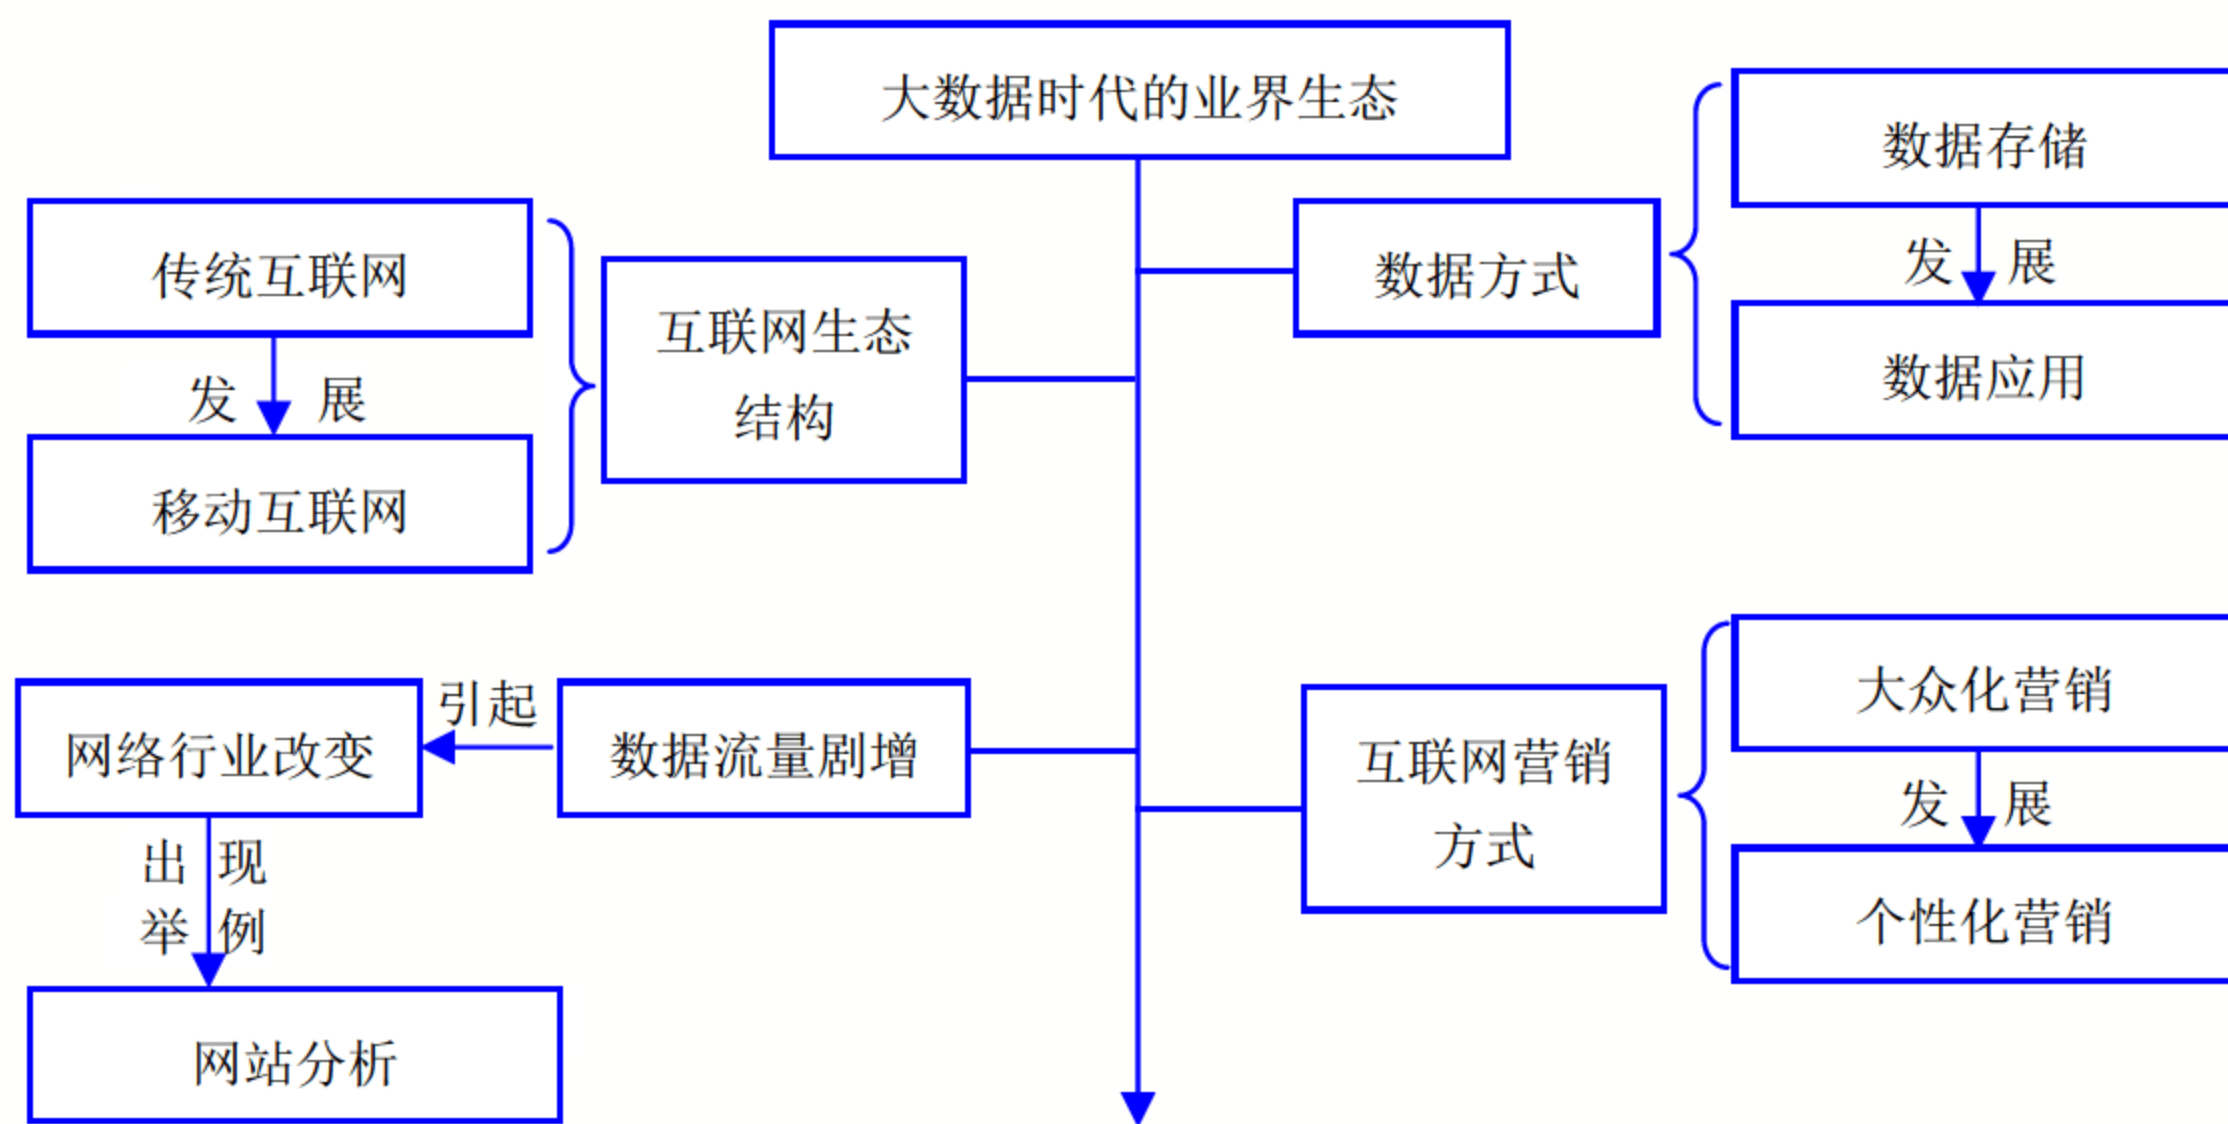 大数据时代的业界生态
数据存储
发展
数据应用
数据方式
传统互联网
发展
移动互联网
互联网生态
结构
大众化营销
发展
个性化营销
互联网营销
方式
数据流量剧增
引起
网络行业改变
出现
举例
网站分析